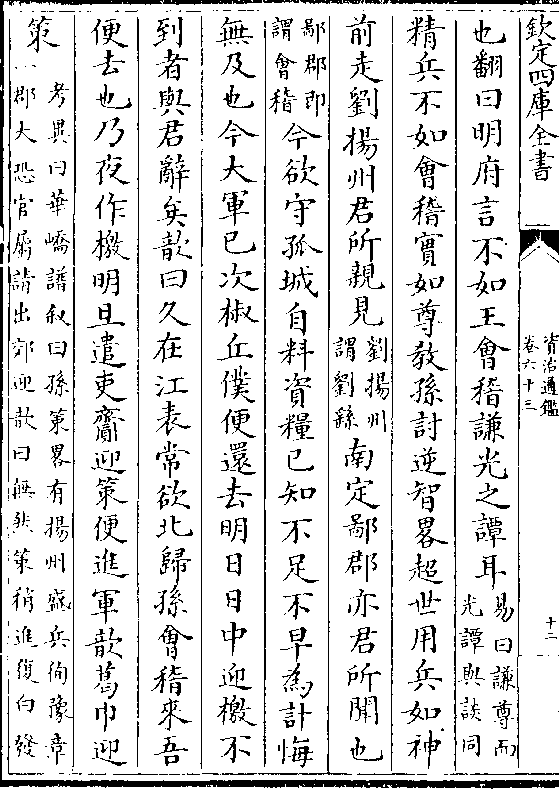 欽定四庫全書
資治通鑑
卷六十三
十二
也翻曰明府言不如王會稽謙光之譚耳易曰謙尊而光譚與談同
精兵不如會稽實如尊教孫討逆智畧超世用兵如神
前走劉揚州君所親見劉揚州謂劉繇南定鄙郡亦君所聞也
鄙郡即謂會稽今欲守孤城自料資糧已知不足不早為計悔
無及也今大軍已次椒丘僕便還去明日日中迎檄不
到者與君辭矣歆曰久在江表常欲北歸孫會稽來吾
便去也乃夜作檄明旦遣吏齎迎策便進軍歆葛巾迎
策考異曰華嶠譜叙曰孫策畧有揚州盛兵徇豫章一郡大恐官屬請出郊迎歆曰無然策稍進復白發